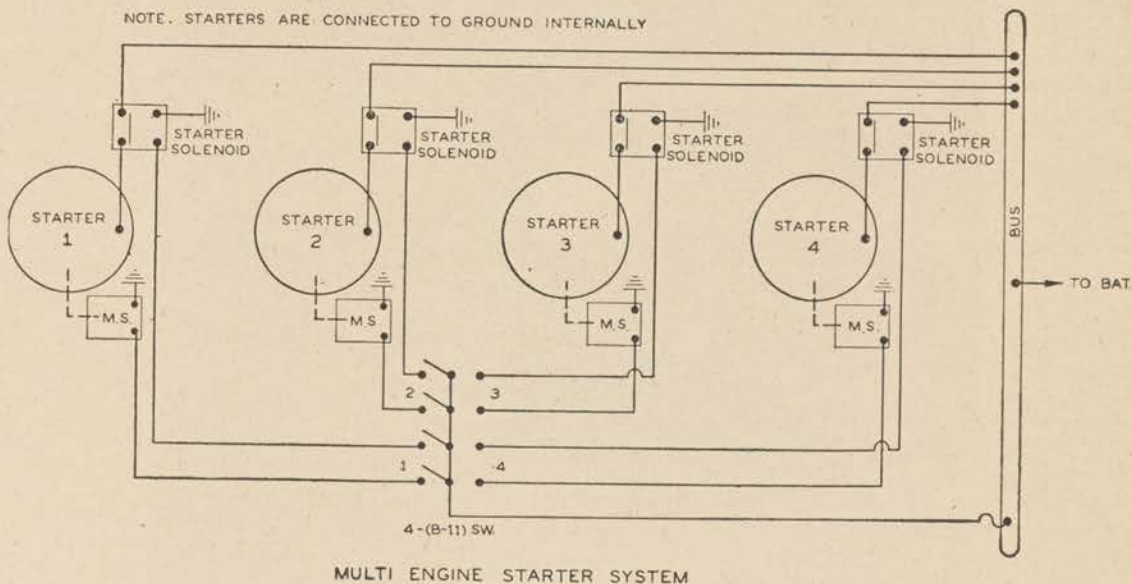 NOTE. STARTERS ARE CONNECTED TO GROUND INTERNALLY
STARTER
SOLENOID
STARTER
SOLENOID
STARTER
SOLENOID
STARTER
SOLENOID
STARTER
1
STARTER
2
STARTER
3
STARTER
4
BUS
TO BAT.
M.S.
M.S.
M.S.
M.S.
2
3
1
4
4-(B-11) SW.
MULTI ENGINE STARTER SYSTEM